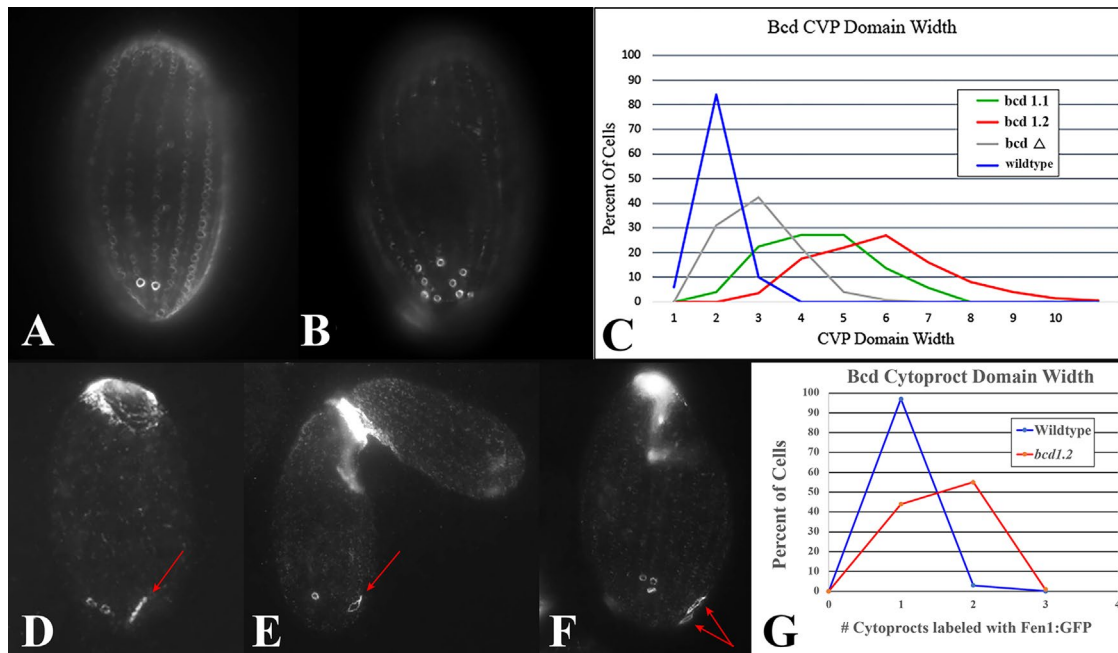 A
B
Bcd CVP Domain Width
Percent Of Cells
100
90
80
70
60
50
40
30
20
10
0
bcd 1.1
bcd 1.2
bcd △
wildtype
1 2 3 4 5 6 7 8 9 10
CVP Domain Width
C
D
E
F
Bcd Cytoproct Domain Width
Percent of Cells
100
90
80
70
60
50
40
30
20
10
0
Wildtype
bcd1.2
0 1 2 3 4
# Cytoprocts labeled with Fen1:GFP
G